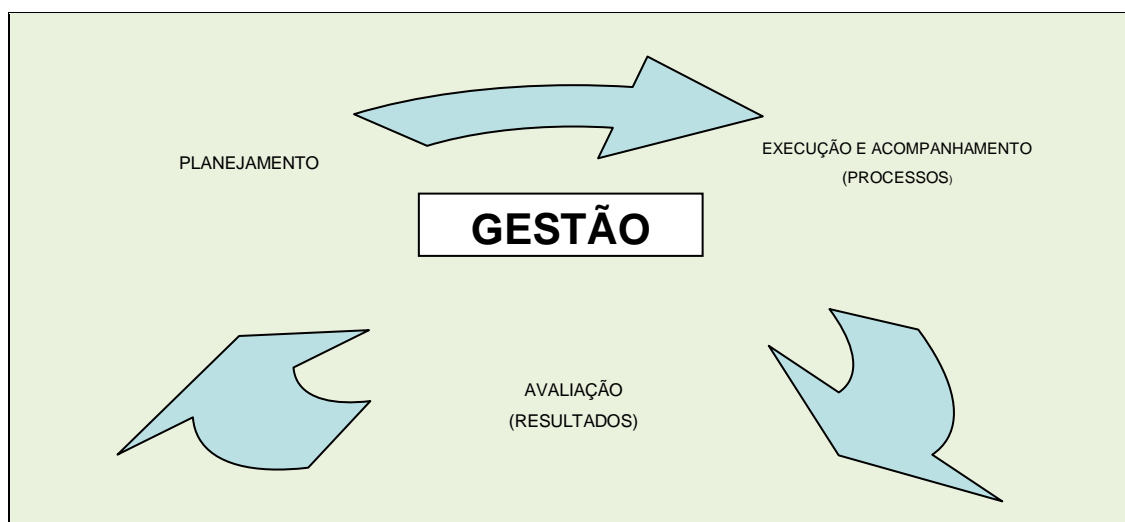 PLANEJAMENTO
EXECUÇÃO E ACOMPANHAMENTO
(PROCESSOS)
GESTÃO
AVALIAÇÃO
(RESULTADOS)